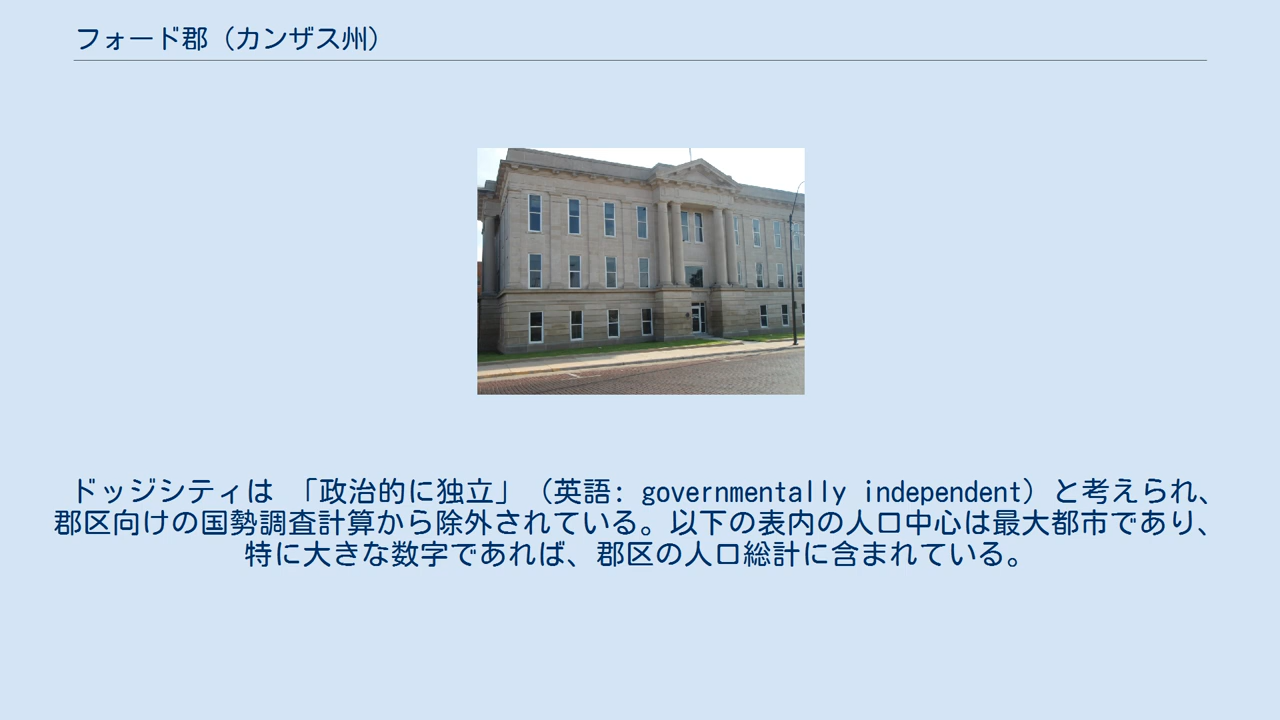 フォード郡（カンザス州）
ドッジシティは 「政治的に独立」（英語: governmentally independent）と考えられ、
郡区向けの国勢調査計算から除外されている。以下の表内の人口中心は最大都市であり、
特に大きな数字であれば、郡区の人口総計に含まれている。